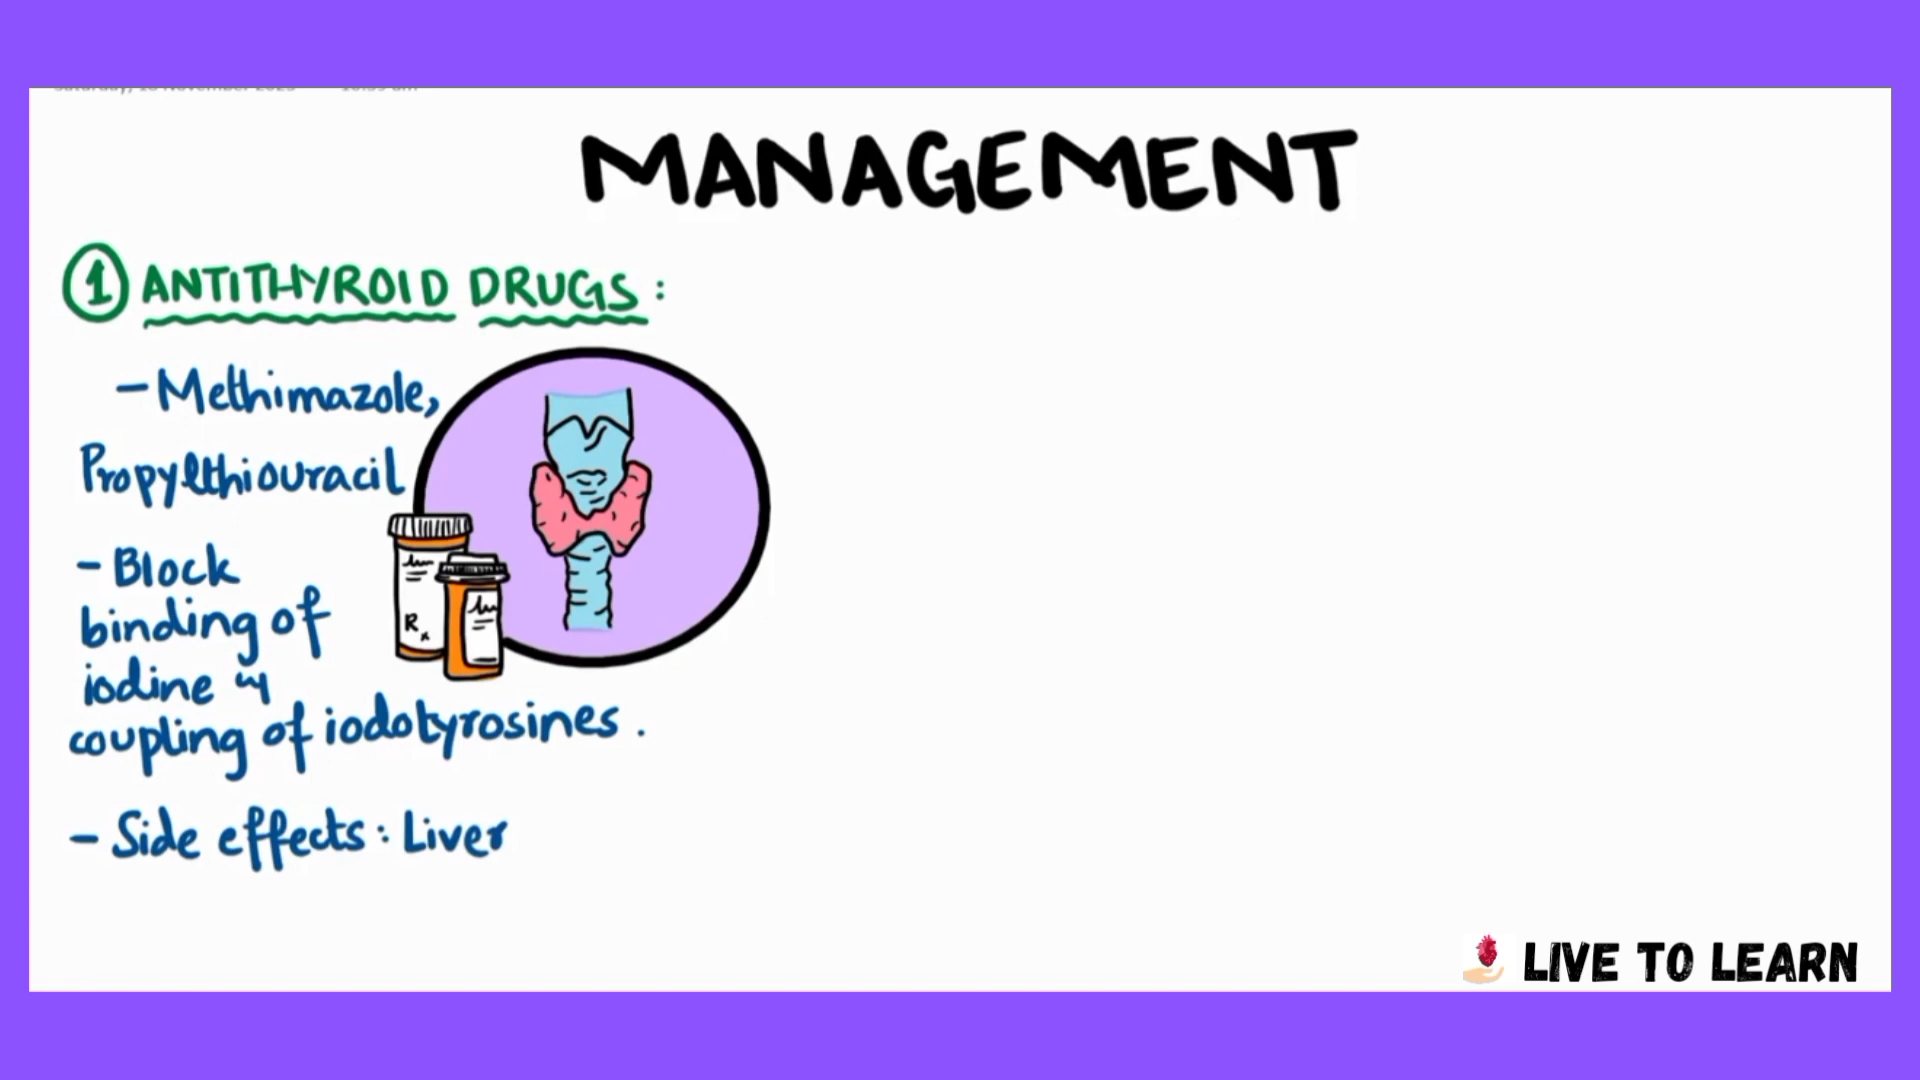 MANAGEMENT
1 ANTITHYROID DRUGS :
- Methimazole,
Propylthiouracil
- Block
binding of
iodine
coupling of iodotyrosines .
- Side effects : Liver
Rx
LIVE TO LEARN